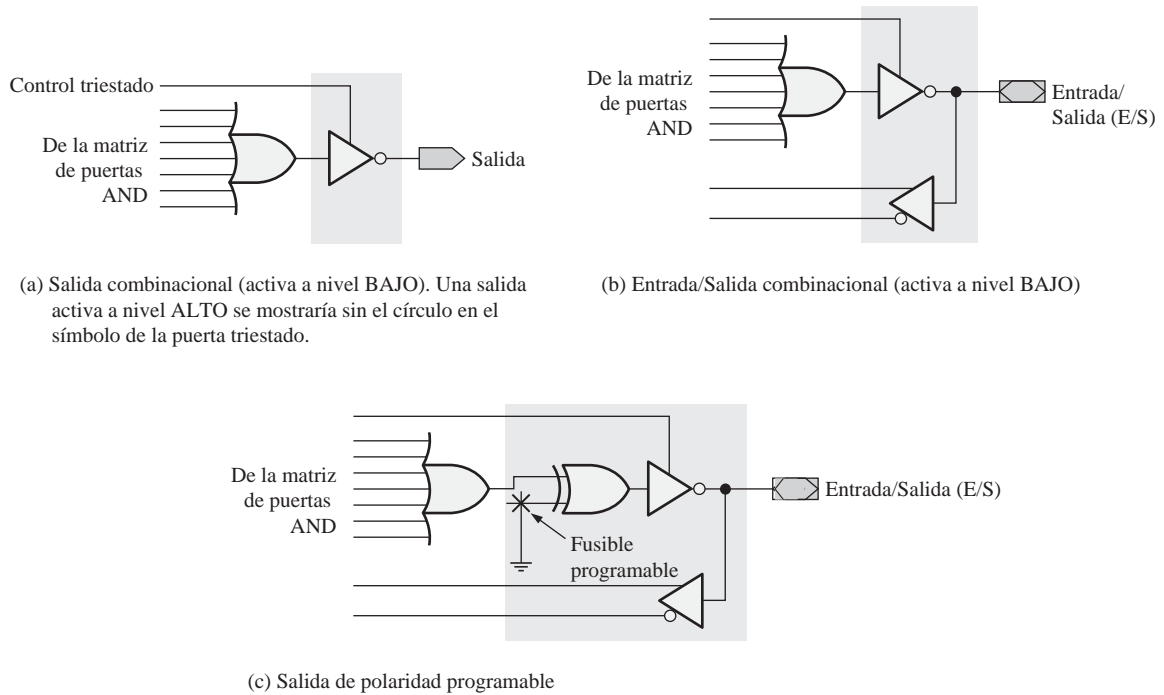 Control triestado
De la matriz
de puertas
AND
Salida
(a) Salida combinacional (activa a nivel BAJO). Una salida
activa a nivel ALTO se mostraría sin el círculo en el
símbolo de la puerta triestado.
De la matriz
de puertas
AND
Entrada/
Salida (E/S)
(b) Entrada/Salida combinacional (activa a nivel BAJO)
De la matriz
de puertas
AND
Fusible
programable
Entrada/Salida (E/S)
(c) Salida de polaridad programable